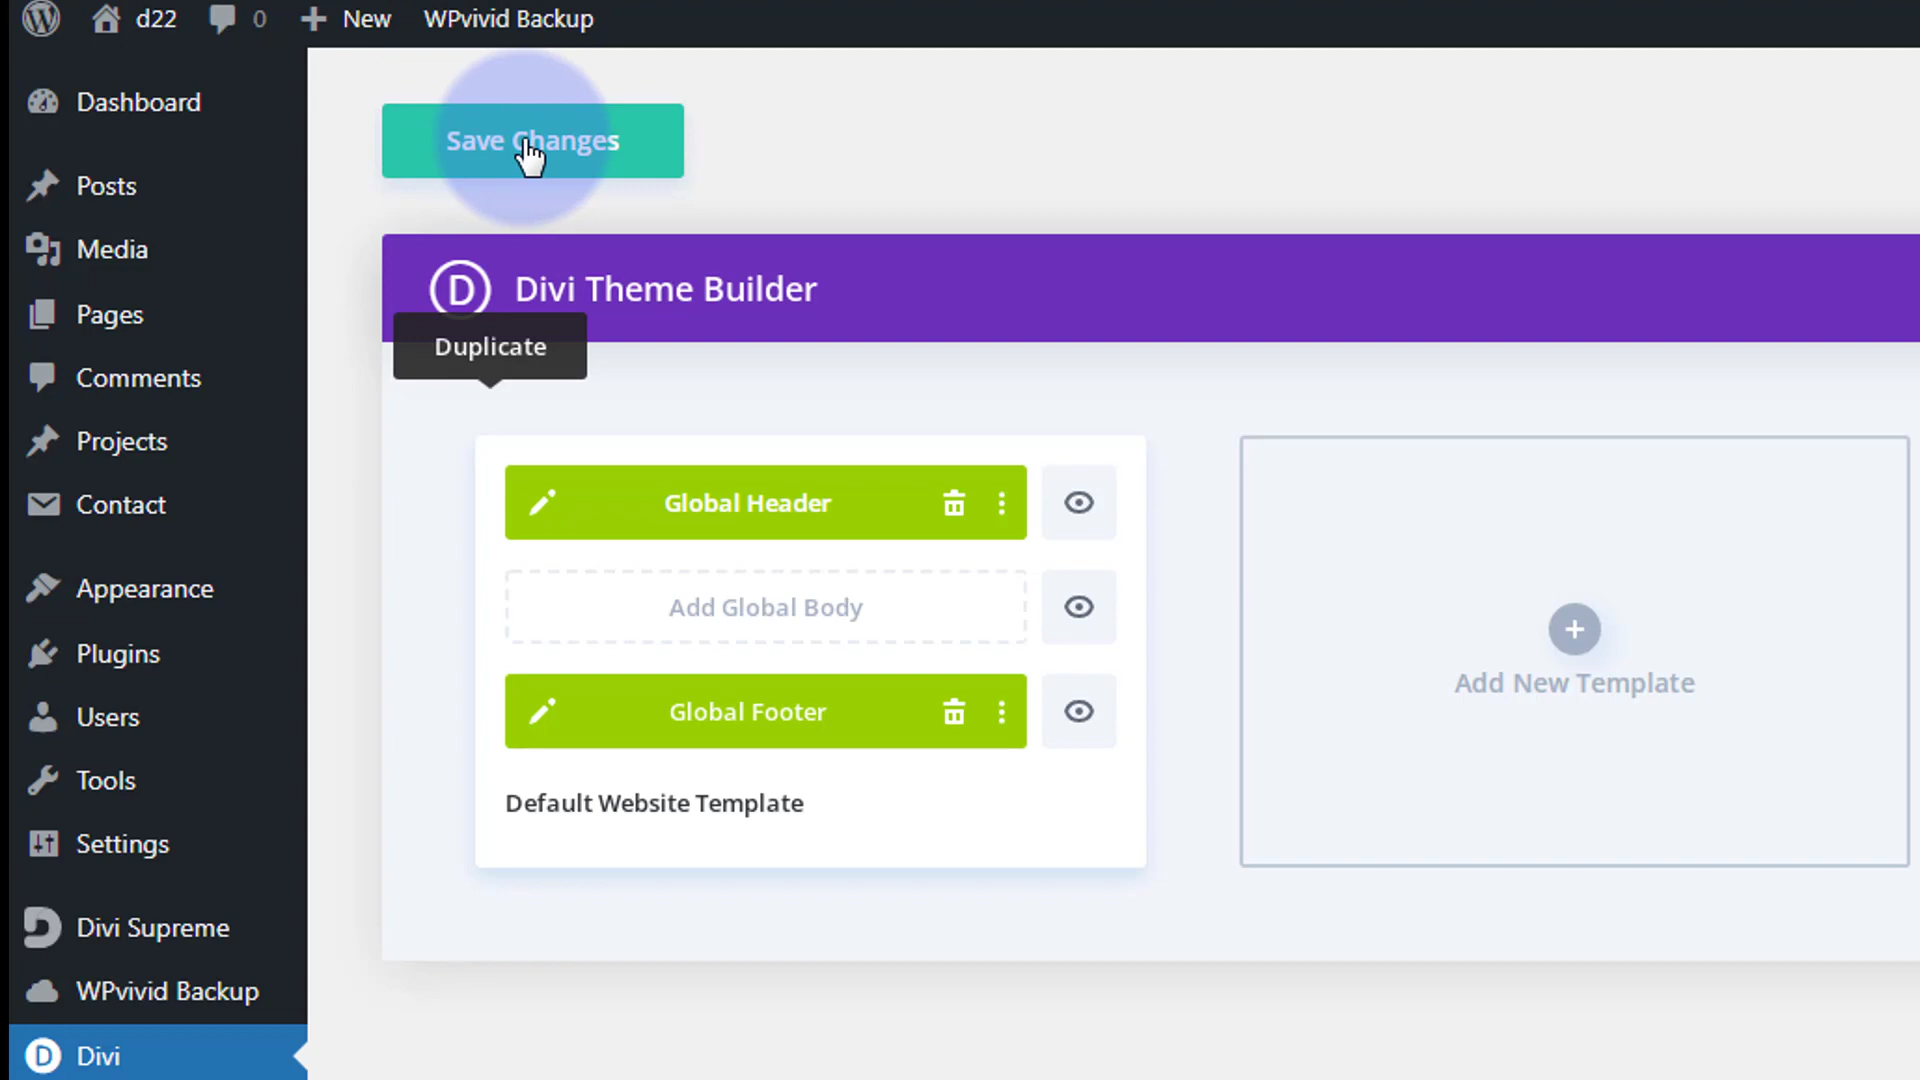 d22
0
New
WPvivid Backup
Dashboard
Posts
Media
Pages
Comments
Projects
Contact
Appearance
Plugins
Users
Tools
Settings
Divi Supreme
WPvivid Backup
D Divi
Save Changes
D Divi Theme Builder
Duplicate
Global Header
Add Global Body
Global Footer
Default Website Template
Add New Template